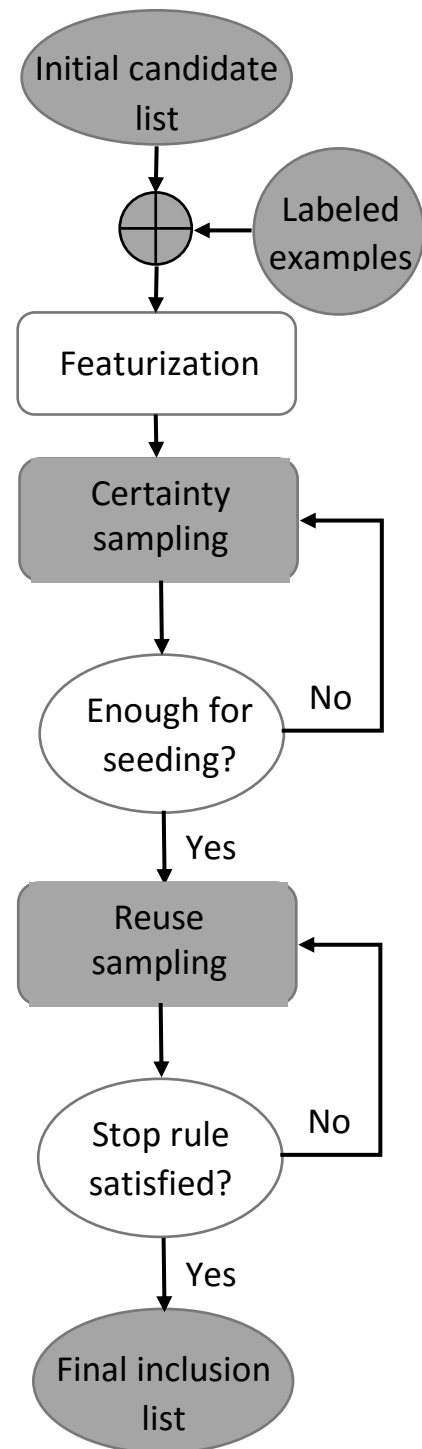 Initial candidate
list
Labeled
examples
Featurization
Certainty
sampling
Enough for
seeding?
No
Yes
Reuse
sampling
Stop rule
satisfied?
No
Yes
Final inclusion
list